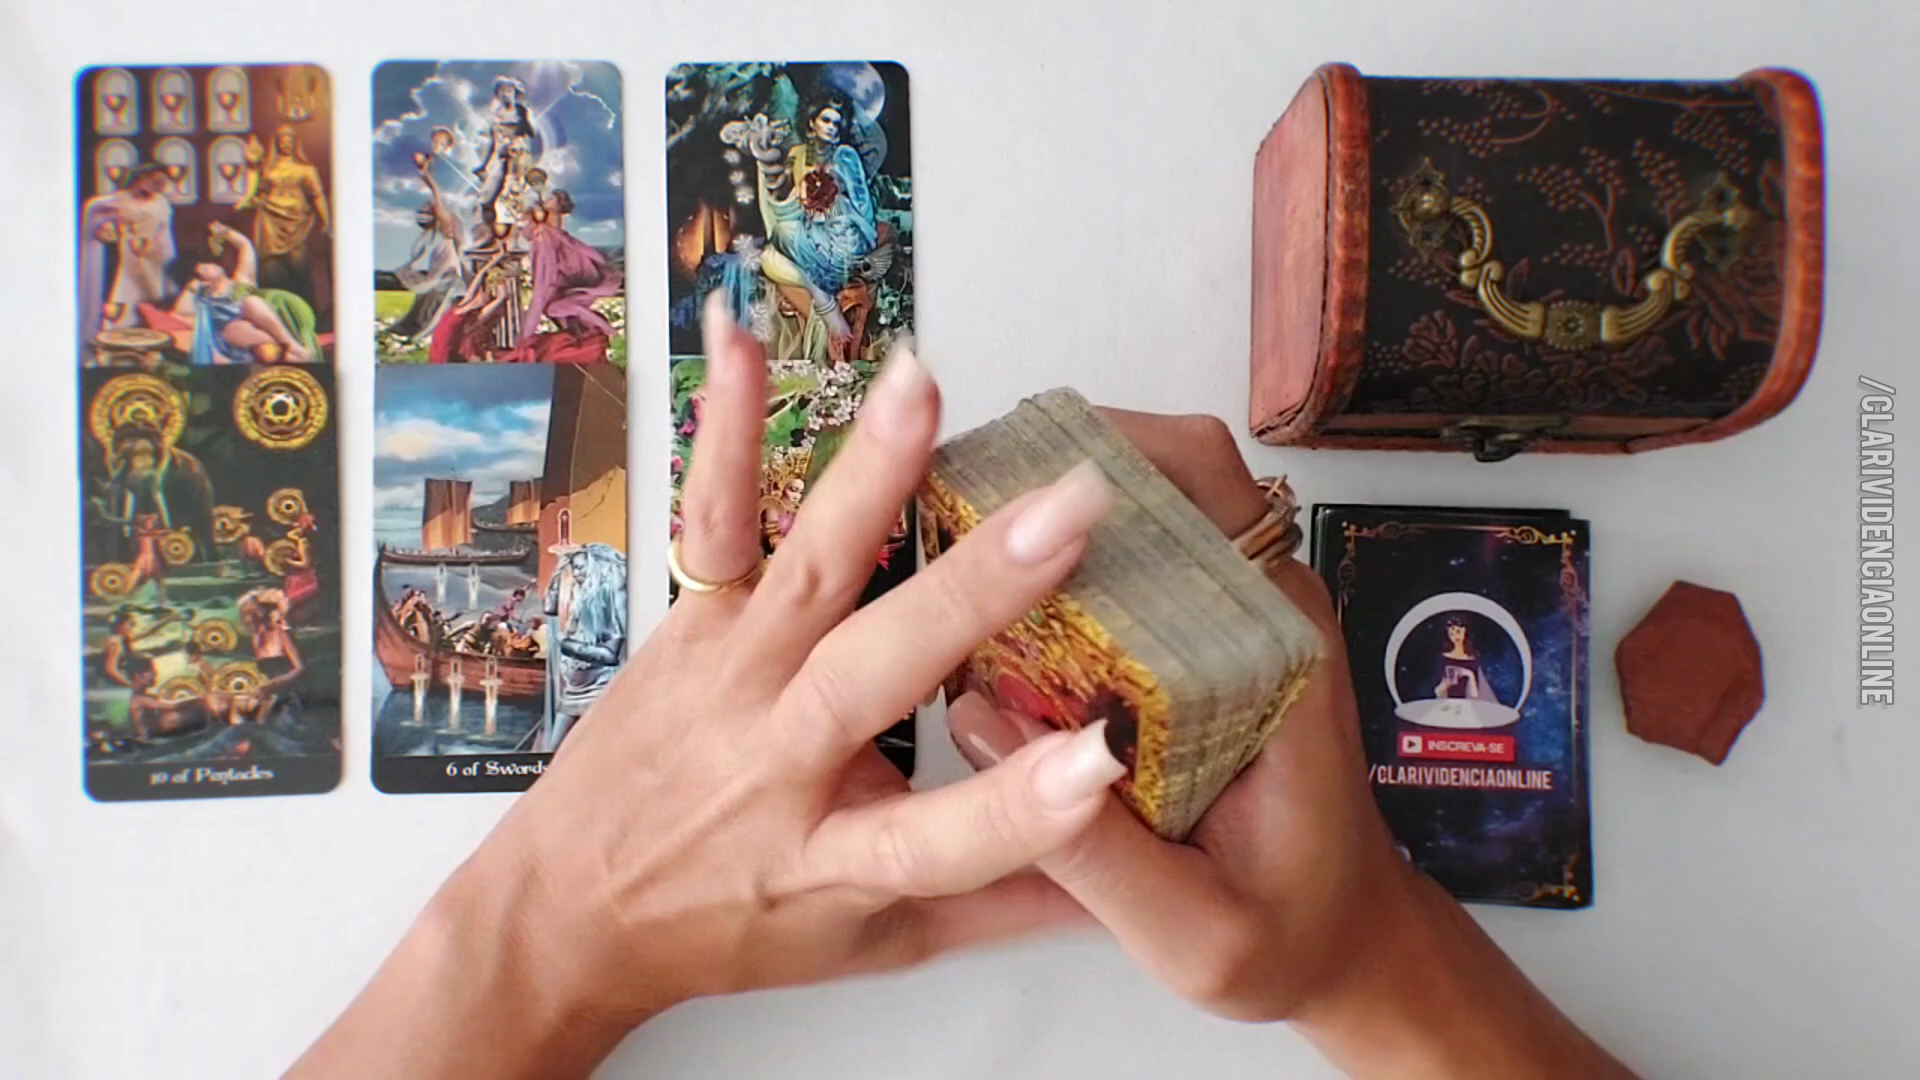 10 of Pentacles
6 of Swords
INSCREVA-SE
/CLARIVIDENCIAONLINE
/CLARIVIDENCIAONLINE